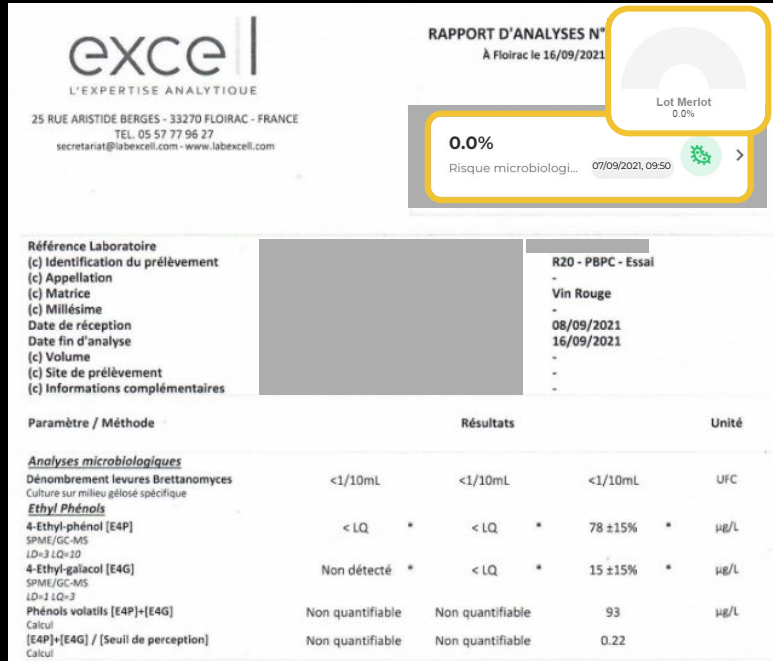 excell
L'EXPERTISE ANALYTIQUE
25 RUE ARISTIDE BERGES - 33270 FLOIRAC - FRANCE
TEL. 05 57 77 96 27
secretariat@labexcell.com - www.labexcell.com
RAPPORT D'ANALYSES N°
À Floirac le 16/09/2021
Lot Merlot
0.0%
0.0%
Risque microbiologi... 07/09/2021, 09:50
Référence Laboratoire
(c) Identification du prélèvement R20 - PBPC - Essai
(c) Appellation -
(c) Matrice Vin Rouge
(c) Millésime -
Date de réception 08/09/2021
Date fin d'analyse 16/09/2021
(c) Volume -
(c) Site de prélèvement -
(c) Informations complémentaires -
Paramètre / Méthode Résultats Unité
Analyses microbiologiques
Dénombrement levures Brettanomyces <1/10mL <1/10mL <1/10mL UFC
Culture sur milieu gélosé spécifique
Ethyl Phénols
4-Ethyl-phénol [E4P] < LQ * < LQ * 78 ±15% * µg/L
SPME/GC-MS
LD=3 LQ=10
4-Ethyl-gaïacol [E4G] Non détecté * < LQ * 15 ±15% * µg/L
SPME/GC-MS
LD=1 LQ=3
Phénols volatils [E4P]+[E4G] Non quantifiable Non quantifiable 93 µg/L
Calcul
[E4P]+[E4G] / [Seuil de perception] Non quantifiable Non quantifiable 0.22
Calcul